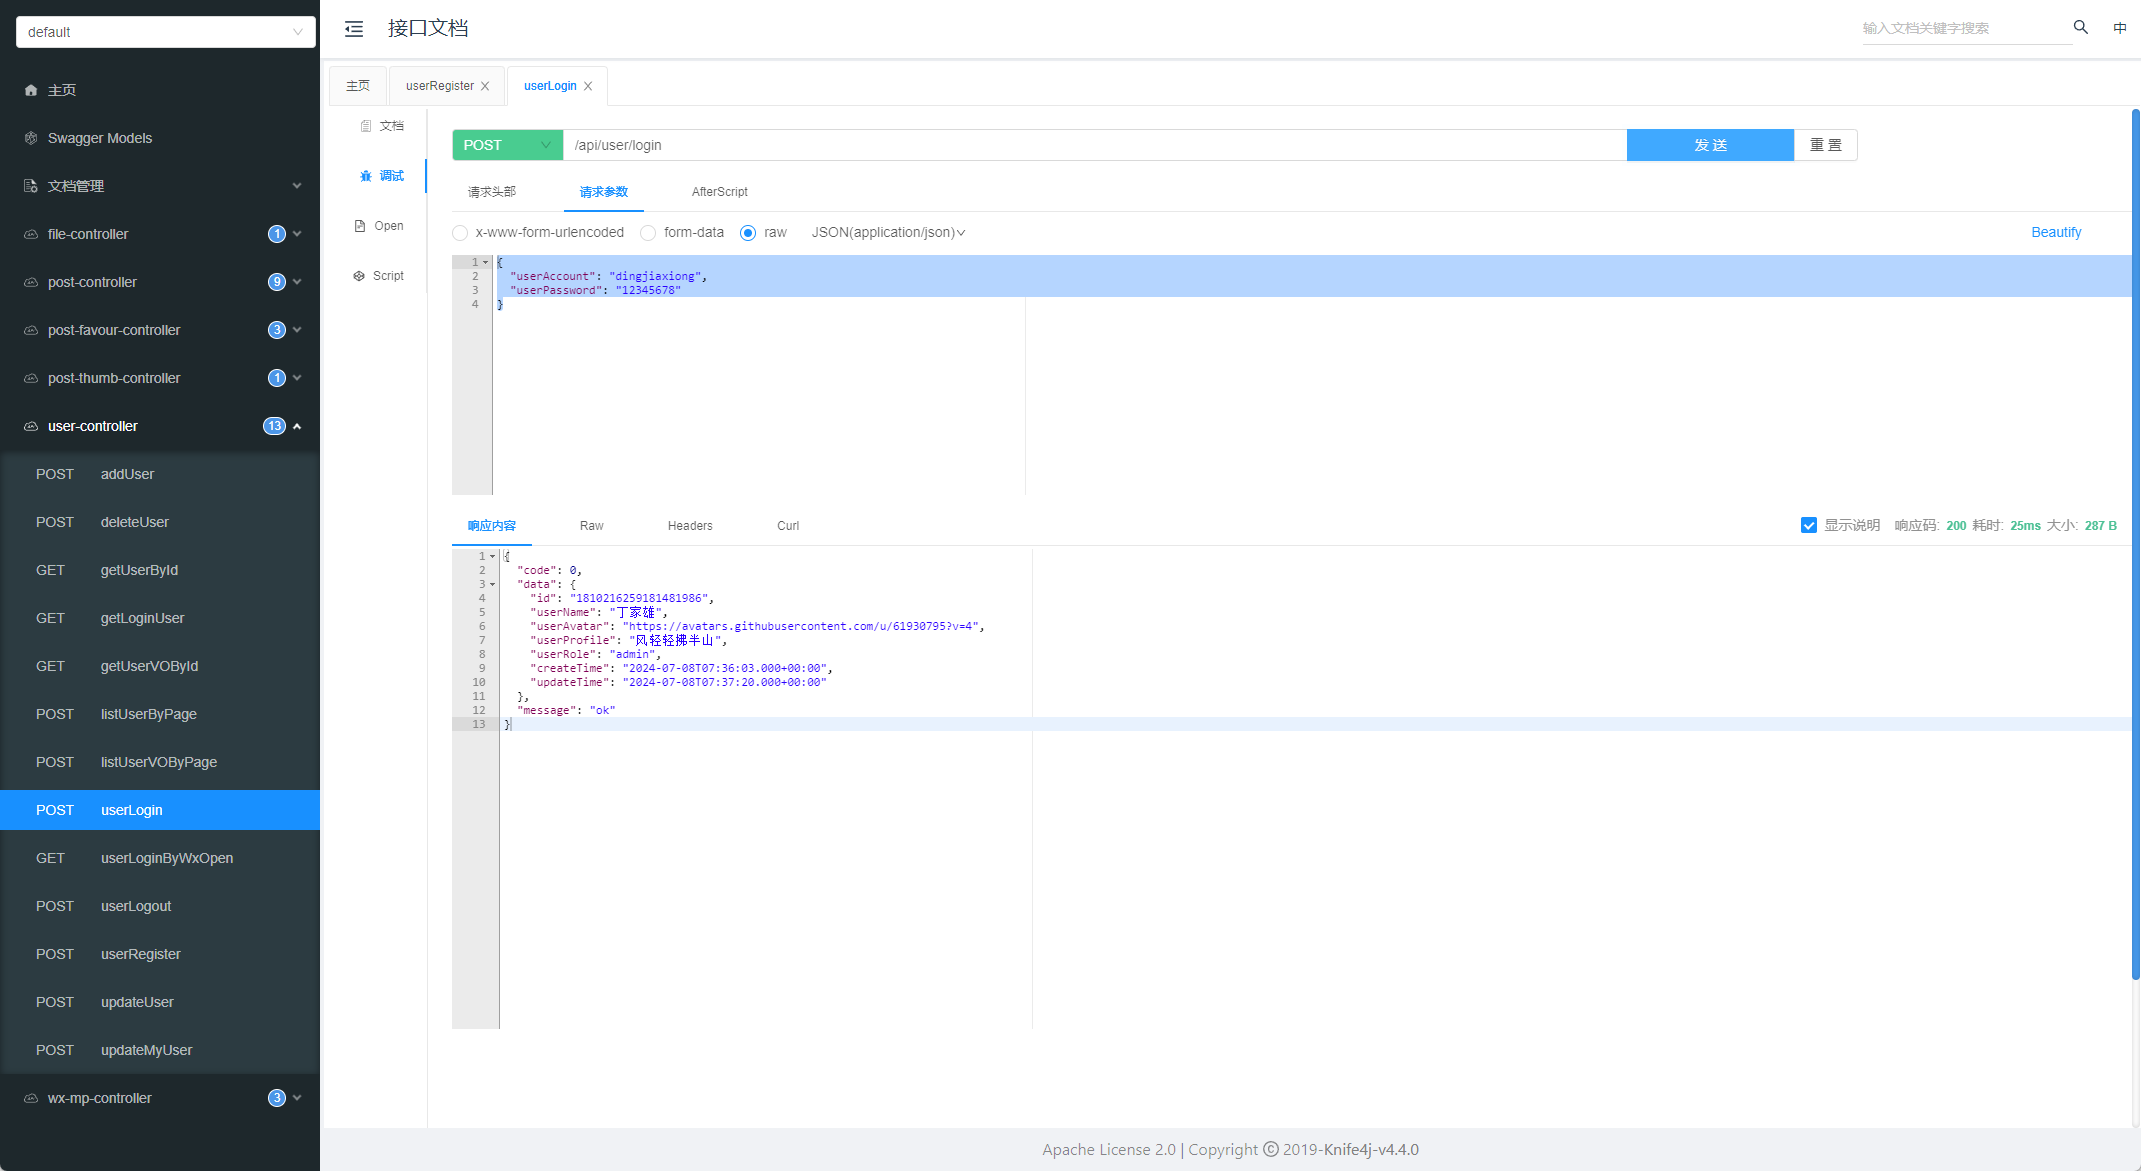 default
主页
Swagger Models
文档管理
file-controller 1
post-controller 9
post-favour-controller 3
post-thumb-controller 1
user-controller 13
POST addUser
POST deleteUser
GET getUserById
GET getLoginUser
GET getUserVOById
POST listUserByPage
POST listUserVOByPage
POST userLogin
GET userLoginByWxOpen
POST userLogout
POST userRegister
POST updateUser
POST updateMyUser
wx-mp-controller 3
接口文档
输入文档关键字搜索
中
主页 userRegister userLogin
文档
调试
Open
Script
POST /api/user/login 发 送 重 置
请求头部 请求参数 AfterScript
x-www-form-urlencoded form-data raw JSON(application/json) Beautify
1 {
2 "userAccount": "dingjiaxiong",
3 "userPassword": "12345678"
4 }
响应内容 Raw Headers Curl 显示说明 响应码: 200 耗时: 25ms 大小: 287 B
1 {
2 "code": 0,
3 "data": {
4 "id": "1810216259181481986",
5 "userName": "丁家雄",
6 "userAvatar": "https://avatars.githubusercontent.com/u/61930795?v=4",
7 "userProfile": "风轻轻拂半山",
8 "userRole": "admin",
9 "createTime": "2024-07-08T07:36:03.000+00:00",
10 "updateTime": "2024-07-08T07:37:20.000+00:00"
11 },
12 "message": "ok"
13 }
Apache License 2.0 | Copyright © 2019-Knife4j-v4.4.0